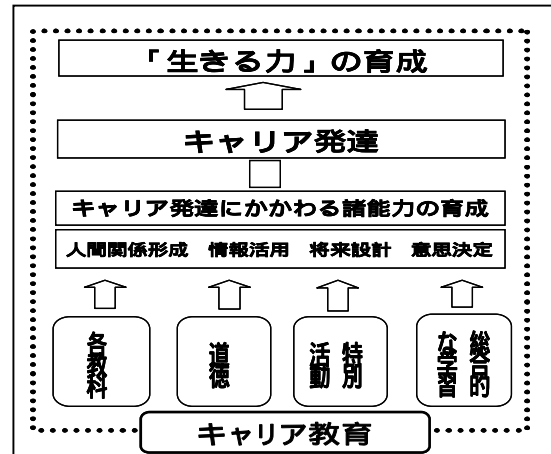 「生きる力」の育成
キャリア発達
キャリア発達にかかわる諸能力の育成
人間関係形成 情報活用 将来設計 意思決定
各教科
道徳
特別
活動
総合的
な学習
キャリア教育